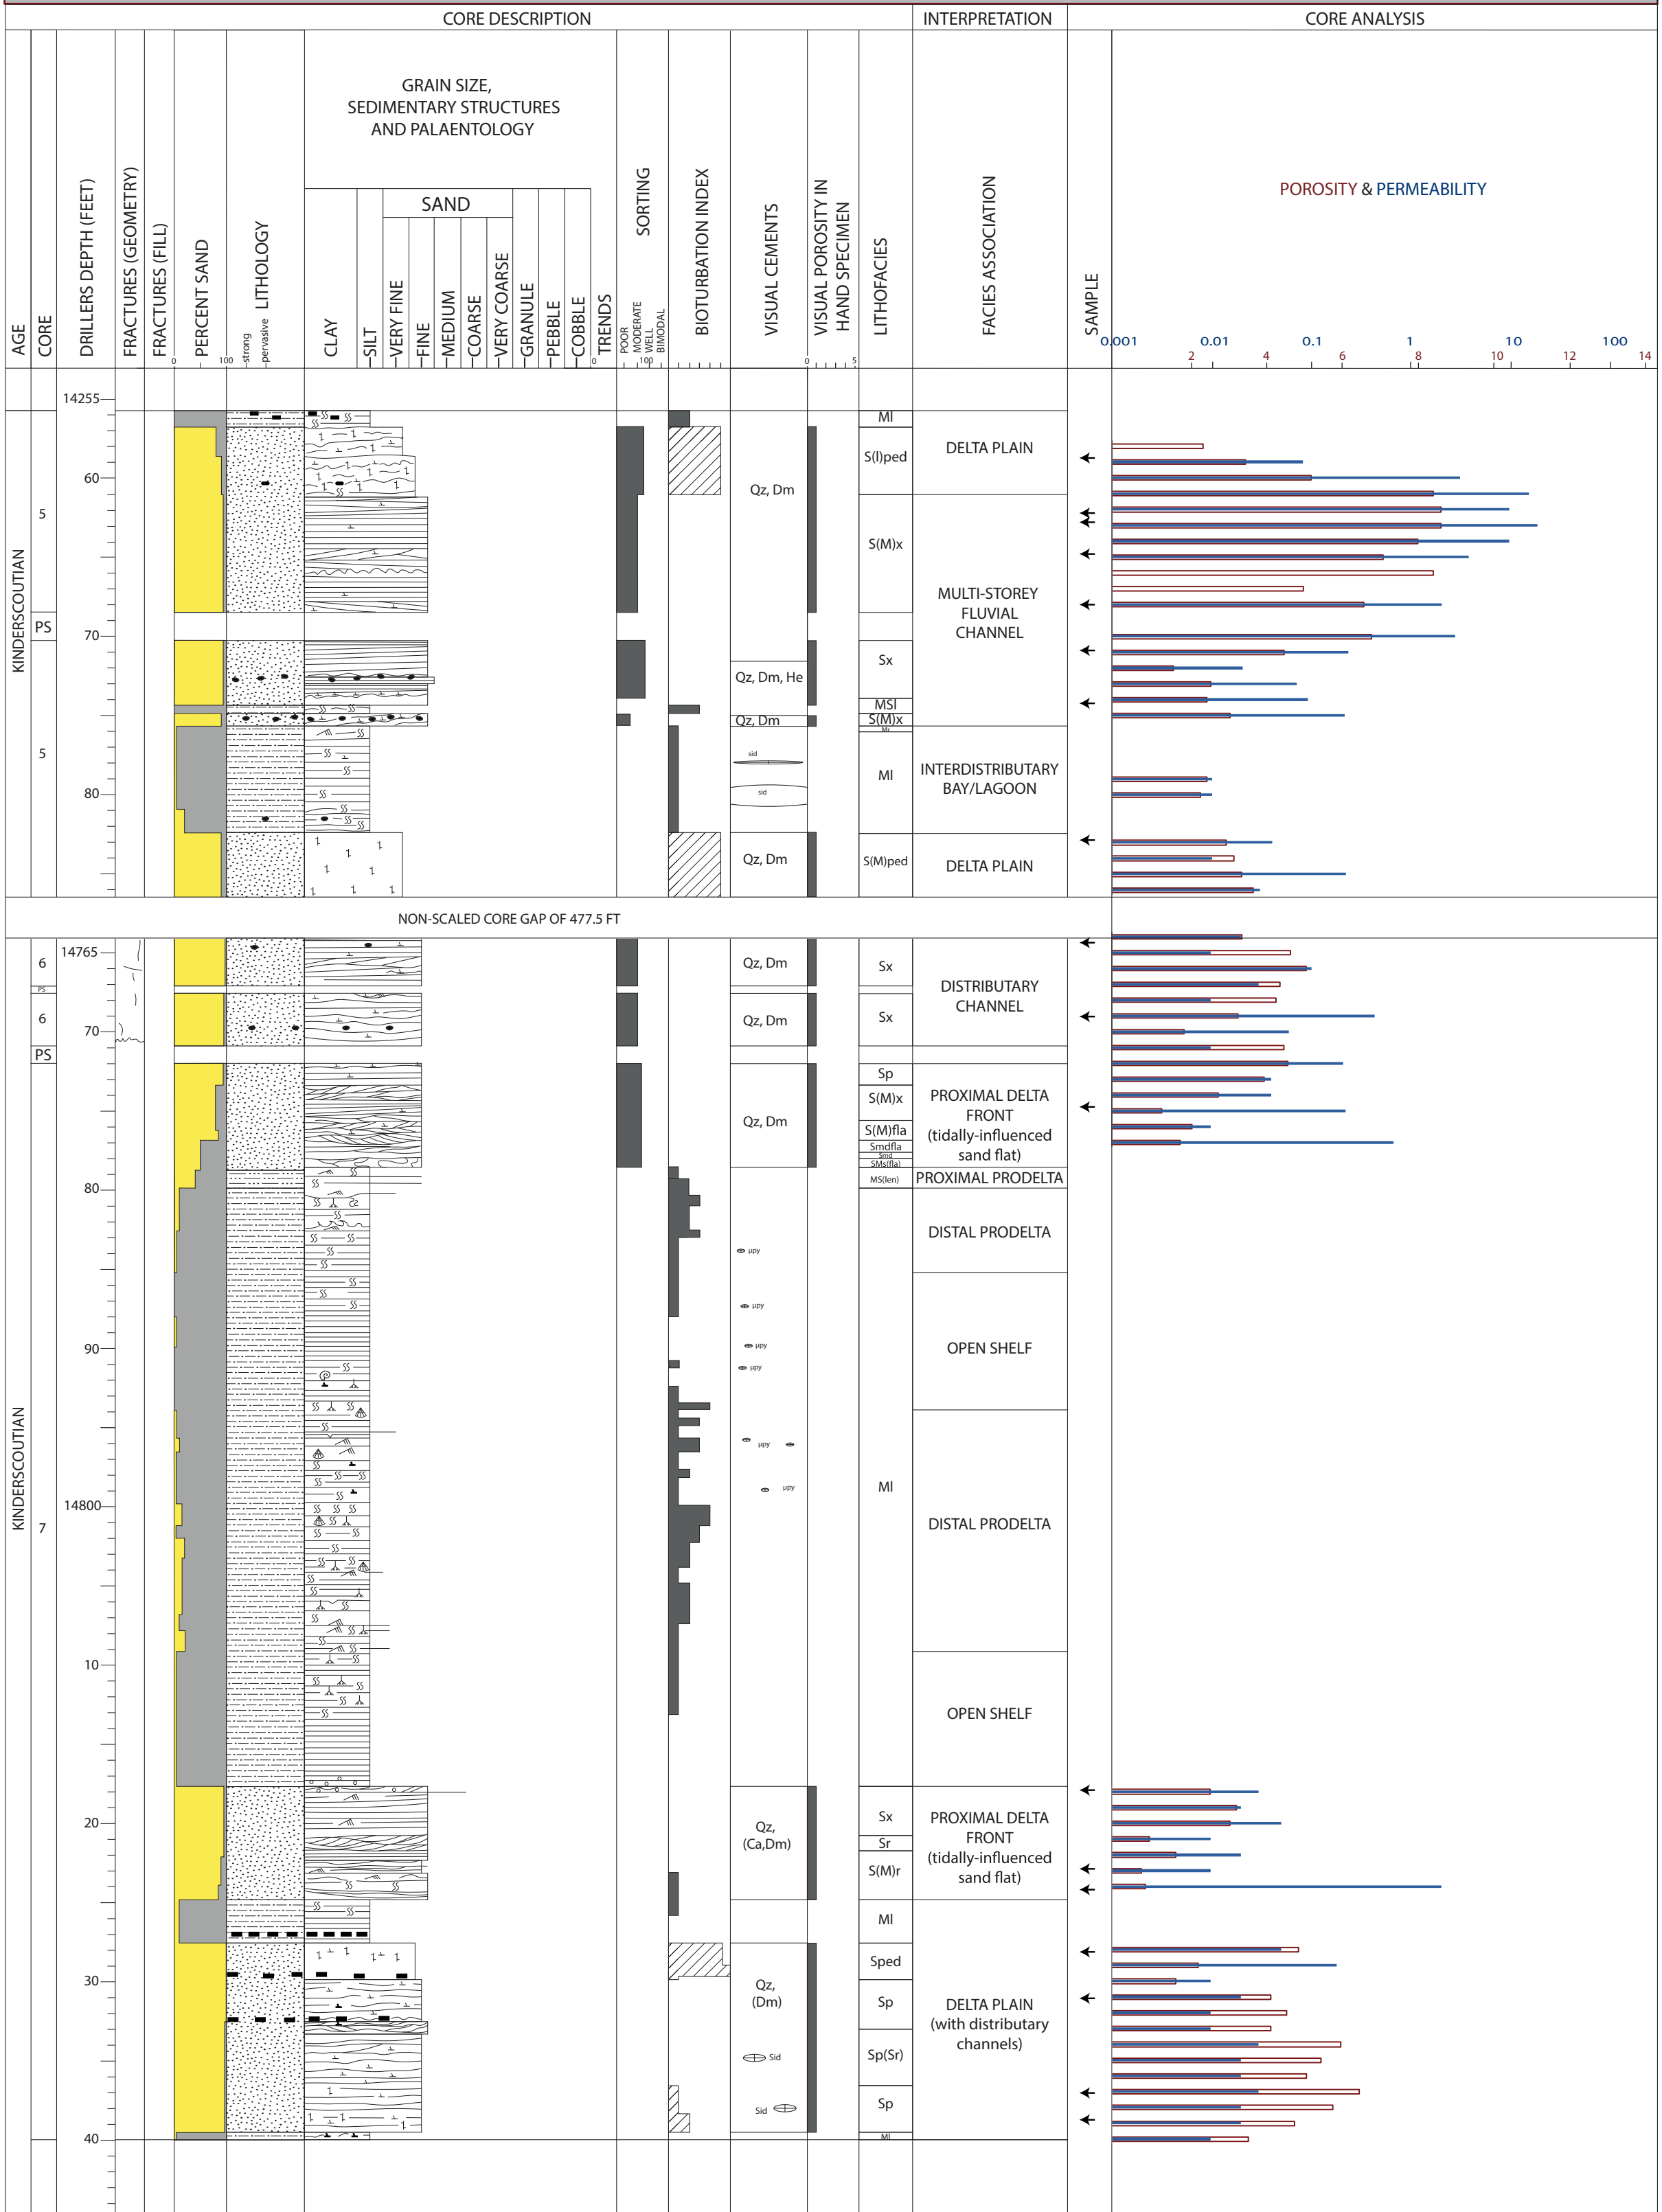 CORE DESCRIPTION
INTERPRETATION
CORE ANALYSIS
GRAIN SIZE,
SEDIMENTARY STRUCTURES
AND PALAENTOLOGY
AGE
CORE
DRILLERS DEPTH (FEET)
FRACTURES (GEOMETRY)
FRACTURES (FILL)
PERCENT SAND
0
100
LITHOLOGY
strong
pervasive
SAND
CLAY
SILT
VERY FINE
FINE
MEDIUM
COARSE
VERY COARSE
GRANULE
PEBBLE
COBBLE
TRENDS
0
SORTING
POOR
MODERATE
WELL
BIMODAL
100
BIOTURBATION INDEX
VISUAL CEMENTS
VISUAL POROSITY IN
HAND SPECIMEN
0
5
LITHOFACIES
FACIES ASSOCIATION
SAMPLE
POROSITY & PERMEABILITY
0.001
0.01
0.1
1
10
100
2
4
6
8
10
12
14
14255
60
70
80
KINDERSCOUTIAN
5
PS
5
Qz, Dm
Qz, Dm, He
Qz, Dm
sid
sid
Qz, Dm
Ml
S(l)ped
S(M)x
Sx
MSl
S(M)x
Mr
Ml
S(M)ped
DELTA PLAIN
MULTI-STOREY
FLUVIAL
CHANNEL
INTERDISTRIBUTARY
BAY/LAGOON
DELTA PLAIN
NON-SCALED CORE GAP OF 477.5 FT
14765
70
80
90
14800
10
20
30
40
KINDERSCOUTIAN
6
PS
6
PS
7
Qz, Dm
Qz, Dm
Qz, Dm
µpy
µpy
µpy
µpy
µpy
µpy
Qz,
(Ca,Dm)
Qz,
(Dm)
Sid
Sid
Sx
Sx
Sp
S(M)x
S(M)fla
Smdfla
Smd
SMs(fla)
MS(len)
Ml
Sx
Sr
S(M)r
Ml
Sped
Sp
Sp(Sr)
Sp
Ml
DISTRIBUTARY
CHANNEL
PROXIMAL DELTA
FRONT
(tidally-influenced
sand flat)
PROXIMAL PRODELTA
DISTAL PRODELTA
OPEN SHELF
DISTAL PRODELTA
OPEN SHELF
PROXIMAL DELTA
FRONT
(tidally-influenced
sand flat)
DELTA PLAIN
(with distributary
channels)